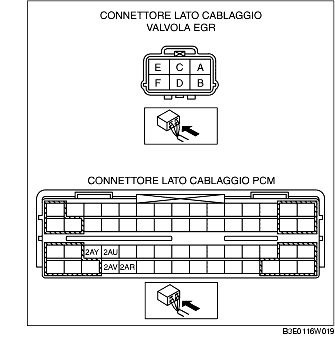 CONNETTORE LATO CABLAGGIO
VALVOLA EGR
E C A
F D B
CONNETTORE LATO CABLAGGIO PCM
2AY 2AU
2AV 2AR
B3E0116W019